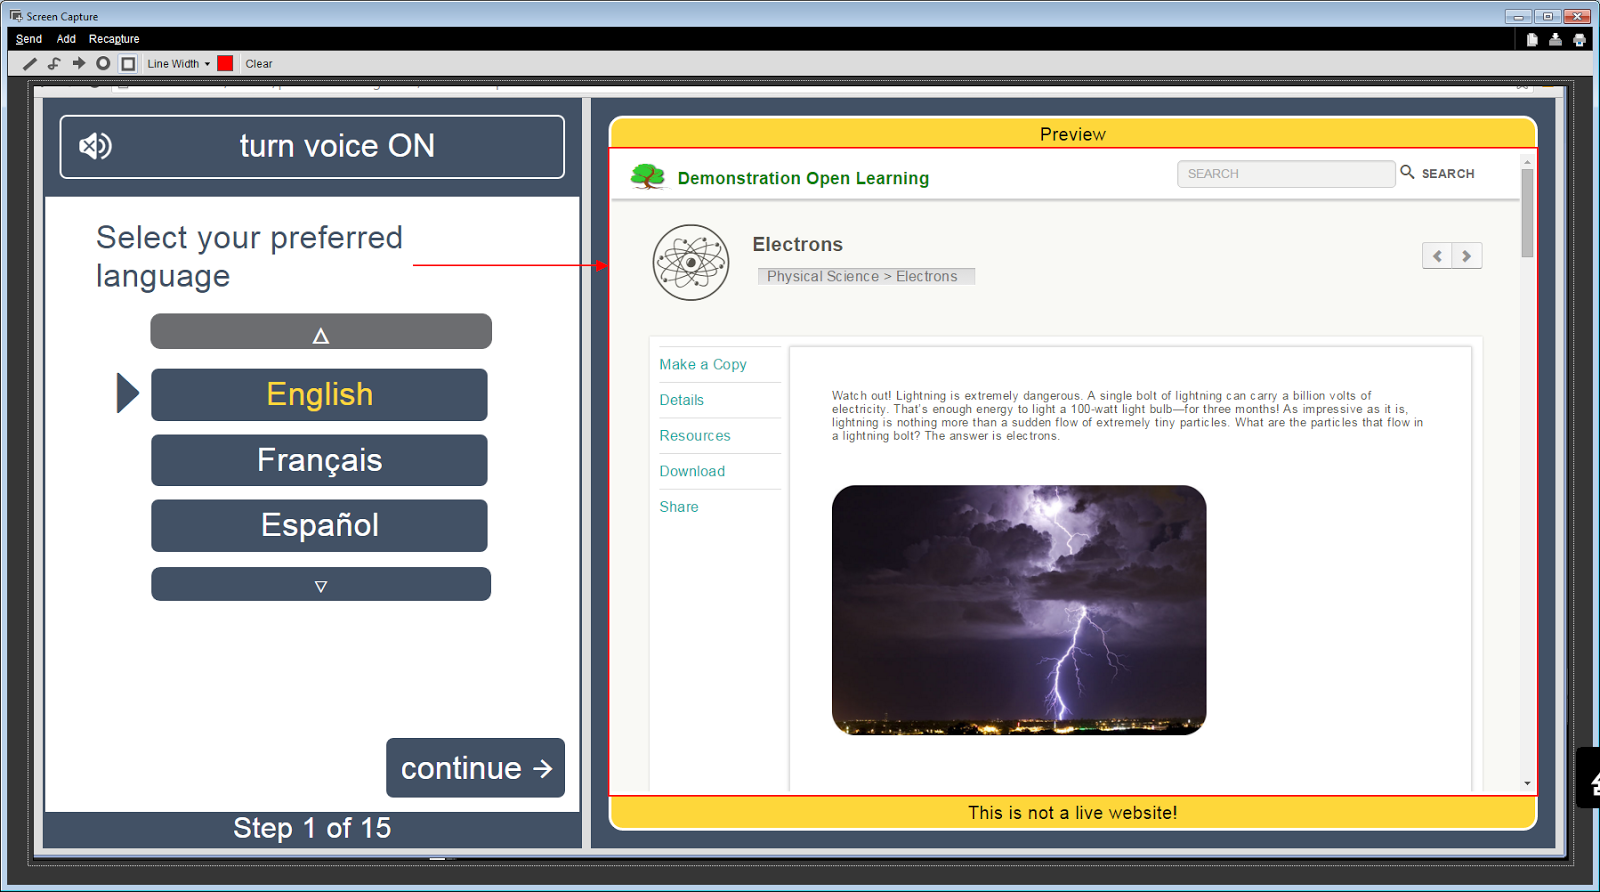 Screen Capture
Send Add Recapture
Line Width Clear
turn voice ON
Select your preferred
language
△
English
Français
Español
▽
continue →
Step 1 of 15
Preview
Demonstration Open Learning
SEARCH
SEARCH
Electrons
Physical Science > Electrons
Make a Copy
Details
Resources
Download
Share
Watch out! Lightning is extremely dangerous. A single bolt of lightning can carry a billion volts of
electricity. That's enough energy to light a 100-watt light bulb—for three months! As impressive as it is,
lightning is nothing more than a sudden flow of extremely tiny particles. What are the particles that flow in
a lightning bolt? The answer is electrons.
This is not a live website!